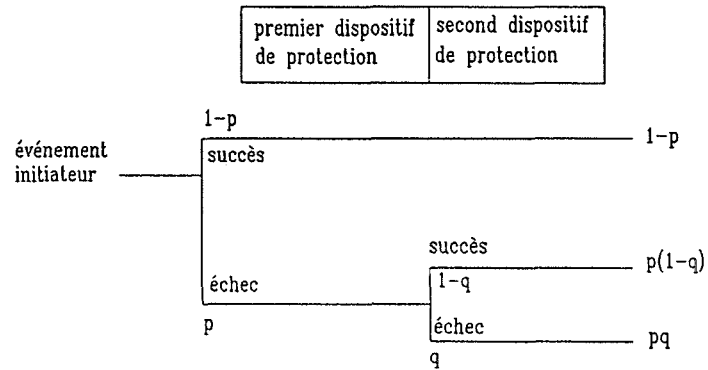 premier dispositif
de protection
second dispositif
de protection
1-p
événement
initiateur
succès
1-p
succès
1-q
p(1-q)
échec
p
échec
q
pq